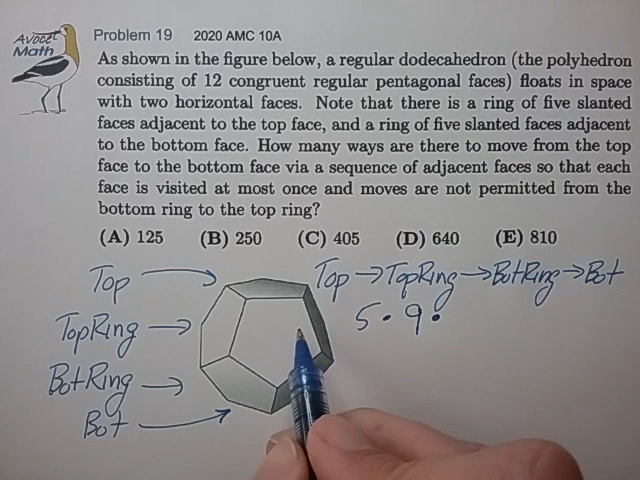 Avocet
Math
Problem 19 2020 AMC 10A
As shown in the figure below, a regular dodecahedron (the polyhedron
consisting of 12 congruent regular pentagonal faces) floats in space
with two horizontal faces. Note that there is a ring of five slanted
faces adjacent to the top face, and a ring of five slanted faces adjacent
to the bottom face. How many ways are there to move from the top
face to the bottom face via a sequence of adjacent faces so that each
face is visited at most once and moves are not permitted from the
bottom ring to the top ring?
(A) 125 (B) 250 (C) 405 (D) 640 (E) 810
Top Top → TopRing → BotRing → Bot
5 · 9 ·
TopRing →
BotRing →
Bot